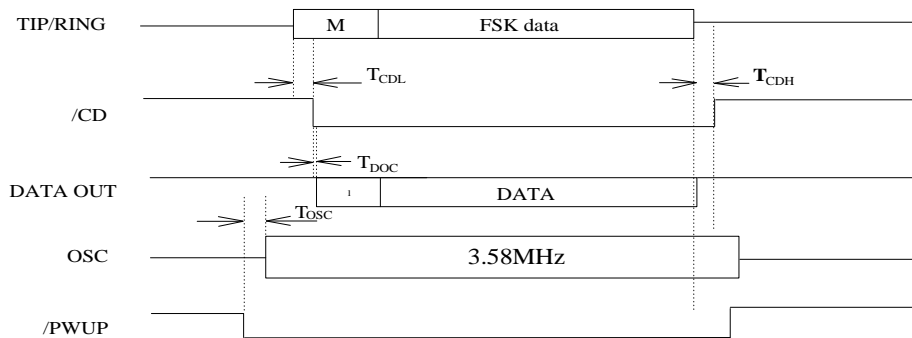 TIP/RING M FSK data
TCDL TCDH
/CD
TDOC
DATA OUT 1 DATA
TOSC
OSC 3.58MHz
/PWUP